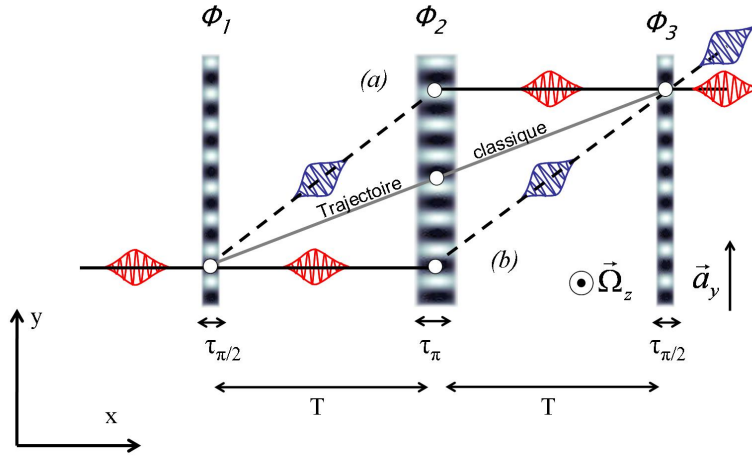 Φ1 Φ2 Φ3
(a)
classique
Trajectoire
(b)
Ω⃗z a⃗y
y
τπ/2 τπ τπ/2
x T T